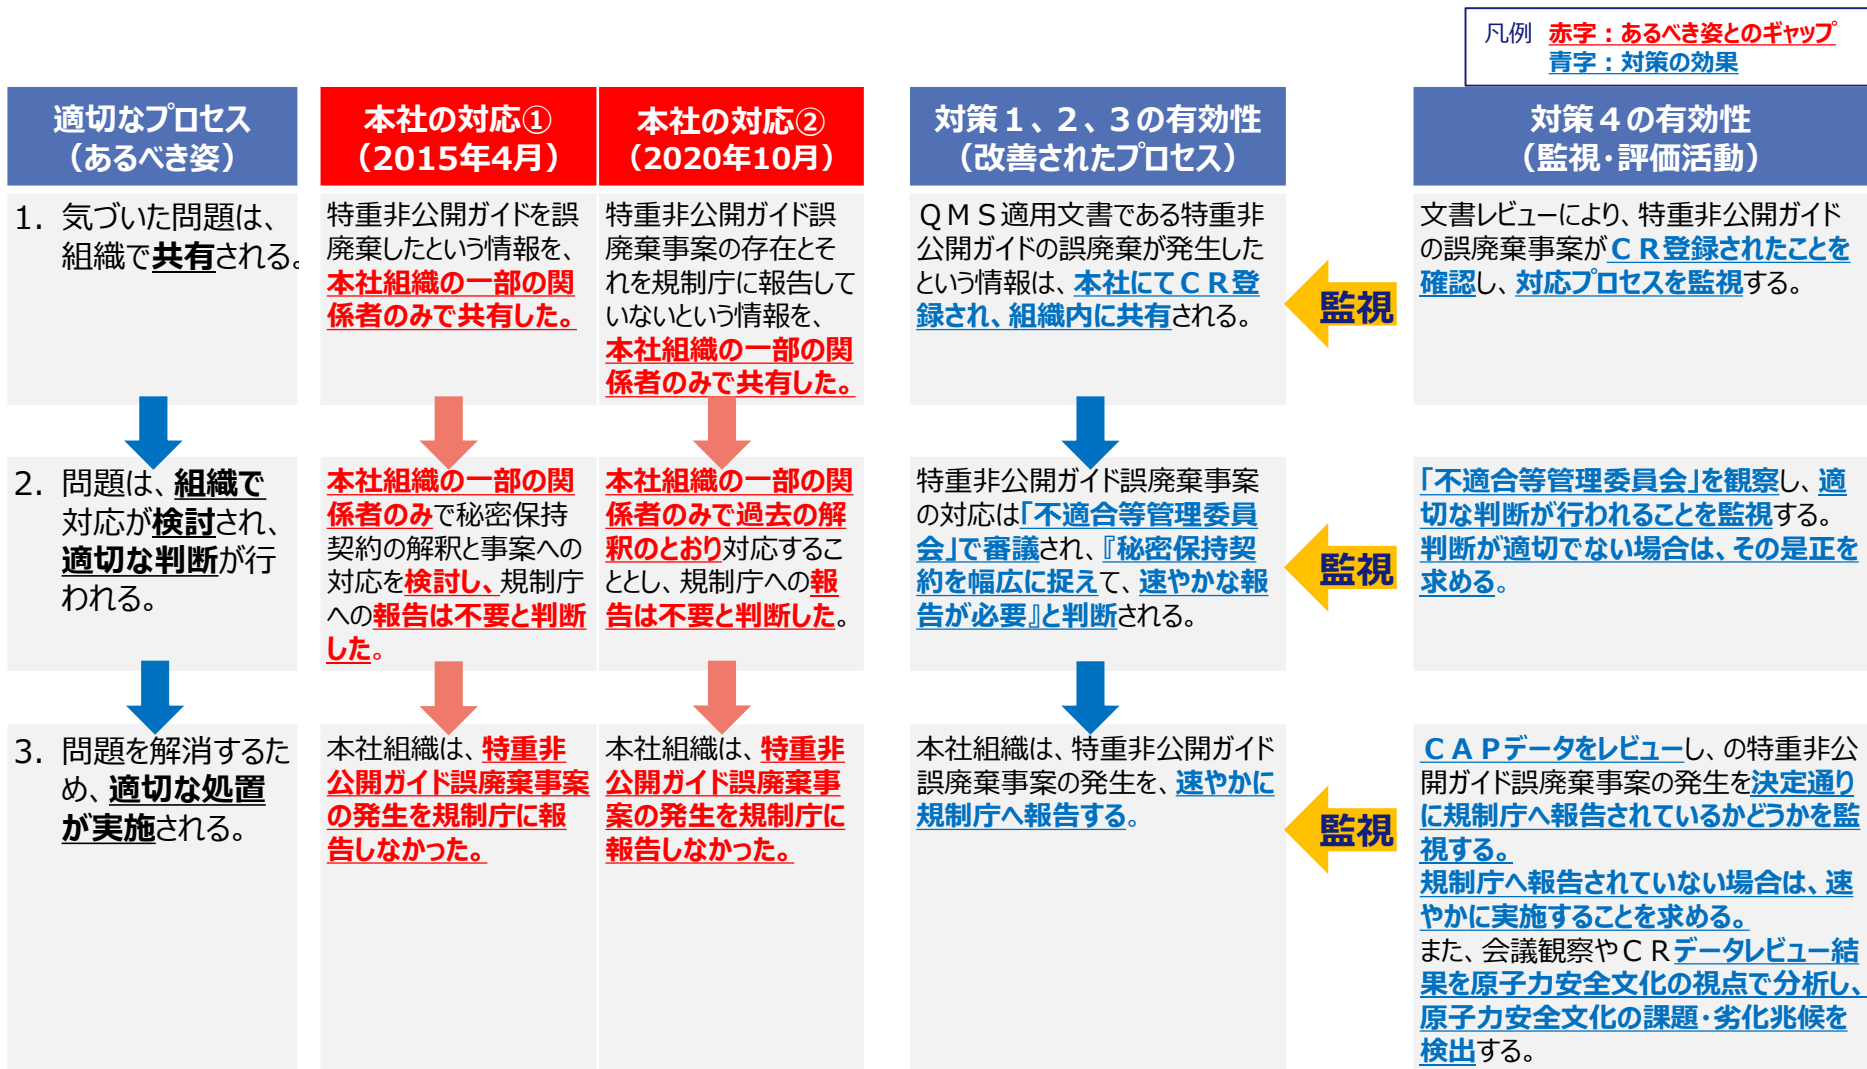 凡例 赤字：あるべき姿とのギャップ
青字：対策の効果
適切なプロセス
（あるべき姿）
本社の対応①
（2015年4月）
本社の対応②
（2020年10月）
対策１、２、３の有効性
（改善されたプロセス）
対策４の有効性
（監視・評価活動）
1. 気づいた問題は、
組織で共有される。
特重非公開ガイドを誤
廃棄したという情報を、
本社組織の一部の関
係者のみで共有した。
特重非公開ガイド誤
廃棄事案の存在とそ
れを規制庁に報告して
いないという情報を、
本社組織の一部の関
係者のみで共有した。
ＱＭＳ適用文書である特重非
公開ガイドの誤廃棄が発生した
という情報は、本社にてＣＲ登
録され、組織内に共有される。
監視
文書レビューにより、特重非公開ガイド
の誤廃棄事案がＣＲ登録されたことを
確認し、対応プロセスを監視する。
2. 問題は、組織で
対応が検討され、
適切な判断が行
われる。
本社組織の一部の関
係者のみで秘密保持
契約の解釈と事案への
対応を検討し、規制庁
への報告は不要と判断
した。
本社組織の一部の関
係者のみで過去の解
釈のとおり対応するこ
ととし、規制庁への報
告は不要と判断した。
特重非公開ガイド誤廃棄事案
の対応は「不適合等管理委員
会」で審議され、『秘密保持契
約を幅広に捉えて、速やかな報
告が必要』と判断される。
監視
「不適合等管理委員会」を観察し、適
切な判断が行われることを監視する。
判断が適切でない場合は、その是正を
求める。
3. 問題を解消するた
め、適切な処置
が実施される。
本社組織は、特重非
公開ガイド誤廃棄事案
の発生を規制庁に報
告しなかった。
本社組織は、特重非
公開ガイド誤廃棄事
案の発生を規制庁に
報告しなかった。
本社組織は、特重非公開ガイド
誤廃棄事案の発生を、速やかに
規制庁へ報告する。
監視
ＣＡＰデータをレビューし、の特重非公
開ガイド誤廃棄事案の発生を決定通り
に規制庁へ報告されているかどうかを監
視する。
規制庁へ報告されていない場合は、速
やかに実施することを求める。
また、会議観察やＣＲデータレビュー結
果を原子力安全文化の視点で分析し、
原子力安全文化の課題・劣化兆候を
検出する。